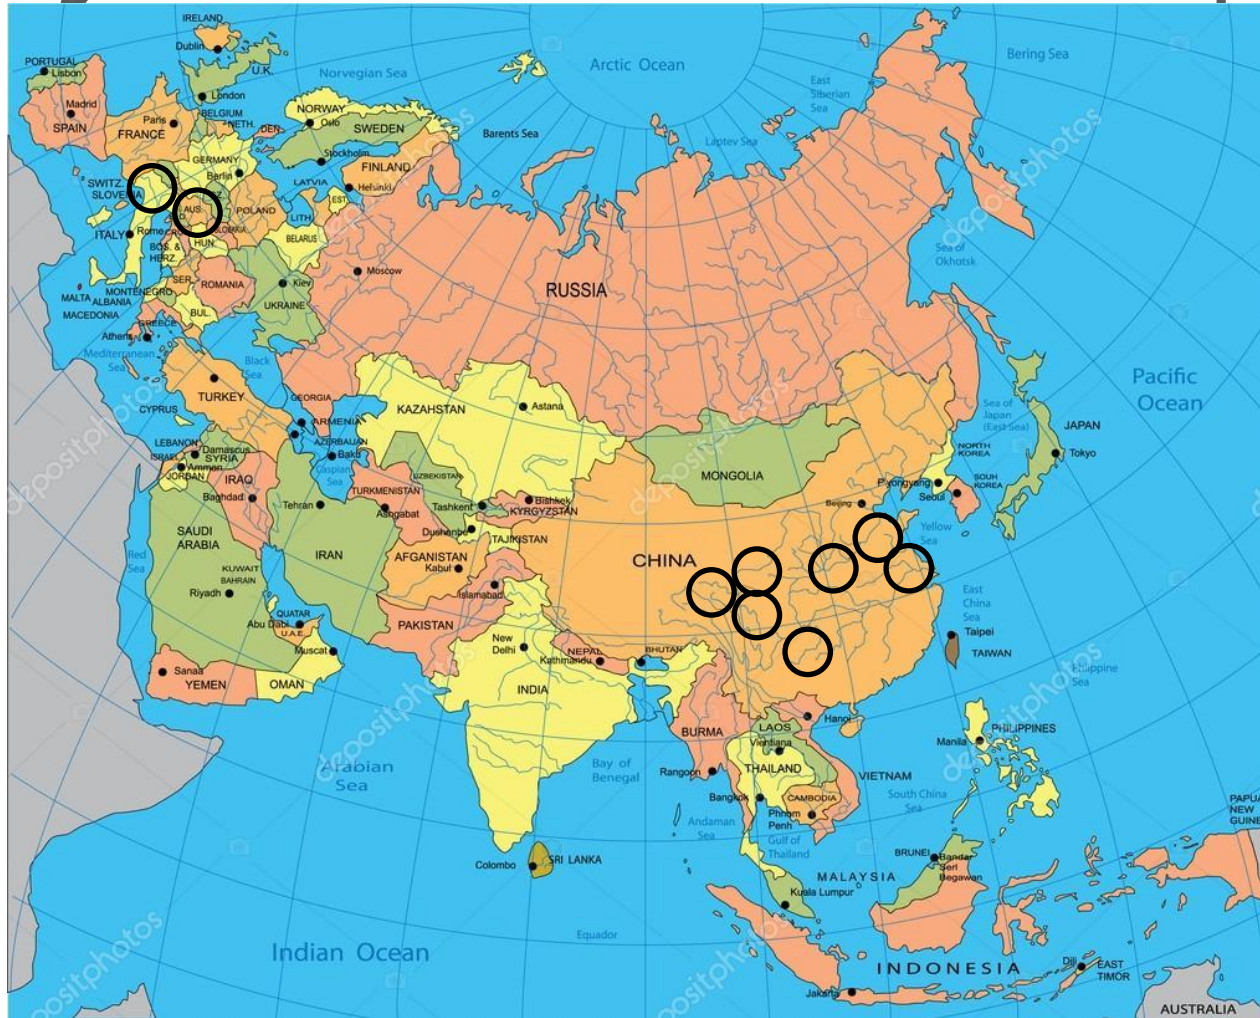 IRELAND
Dublin
U.K.
London
PORTUGAL
Lisbon
Madrid
SPAIN
Paris
FRANCE
BELGIUM
NETH.
DEN.
GERMANY
Berlin
NORWAY
Oslo
SWEDEN
Stockholm
FINLAND
Helsinki
Norwegian Sea
Barents Sea
Arctic Ocean
Laptev Sea
East
Siberian
Sea
Bering Sea
SWITZ.
SLOVENIA
AUS.
POLAND
LATVIA
EST.
LITH.
BELARUS
ITALY
Rome
HUN.
BOS. &
HERZ.
SER.
ROMANIA
Kiev
UKRAINE
Moscow
RUSSIA
MONTENEGRO
MALTA
ALBANIA
MACEDONIA
BUL.
GREECE
Athens
Mediterranean
Sea
Black
Sea
Sea of
Okhotsk
TURKEY
CYPRUS
GEORGIA
ARMENIA
AZERBAIJAN
Baku
Caspian
Sea
KAZAHSTAN
Astana
MONGOLIA
Pacific
Ocean
Sea of
Japan
(East Sea)
JAPAN
Tokyo
NORTH
KOREA
Pyongyang
SOUH
KOREA
Seoul
LEBANON
Damascus
SYRIA
ISRAEL
Amman
JORDAN
IRAQ
Baghdad
Tehran
UZBEKISTAN
TURKMENISTAN
Ashgabat
Tashkent
Bishkek
KYRGYZSTAN
Dushanbe
TAJIKISTAN
Beijing
Yellow
Sea
CHINA
SAUDI
ARABIA
Red
Sea
KUWAIT
BAHRAIN
Riyadh
QUATAR
Abu Dabi
U.A.E.
Muscat
IRAN
AFGANISTAN
Kabul
Islamabad
PAKISTAN
New
Delhi
NEPAL
Kathmandu
BHUTAN
INDIA
East
China
Sea
Taipei
TAIWAN
Philippine
Sea
Sanaa
YEMEN
OMAN
BURMA
Rangoon
LAOS
Vientiana
Hanoi
THAILAND
Bangkok
VIETNAM
CAMBODIA
Phnom
Penh
Manila
PHILIPPINES
Arabian
Sea
Bay of
Benegal
Andaman
Sea
Gulf of
Thailand
South China
Sea
Colombo
SRI LANKA
BRUNEI
Bandar
Seri
Begawan
MALAYSIA
Kuala Lumpur
PAPUA
NEW
GUINE
Equador
Indian Ocean
INDONESIA
Jakarta
Dili
EAST
TIMOR
AUSTRALIA
depositphotos